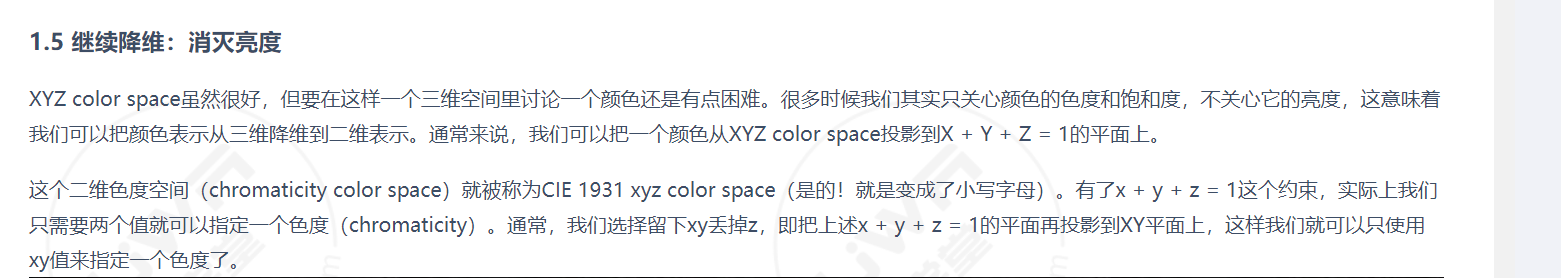 1.5 继续降维：消灭亮度
XYZ color space虽然很好，但要在这样一个三维空间里讨论一个颜色还是有点困难。很多时候我们其实只关心颜色的色度和饱和度，不关心它的亮度，这意味着
我们可以把颜色表示从三维降维到二维表示。通常来说，我们可以把一个颜色从XYZ color space投影到X + Y + Z = 1的平面上。
这个二维色度空间（chromaticity color space）就被称为CIE 1931 xyz color space（是的！就是变成了小写字母）。有了x + y + z = 1这个约束，实际上我们
只需要两个值就可以指定一个色度（chromaticity）。通常，我们选择留下xy丢掉z，即把上述x + y + z = 1的平面再投影到XY平面上，这样我们就可以只使用
xy值来指定一个色度了。